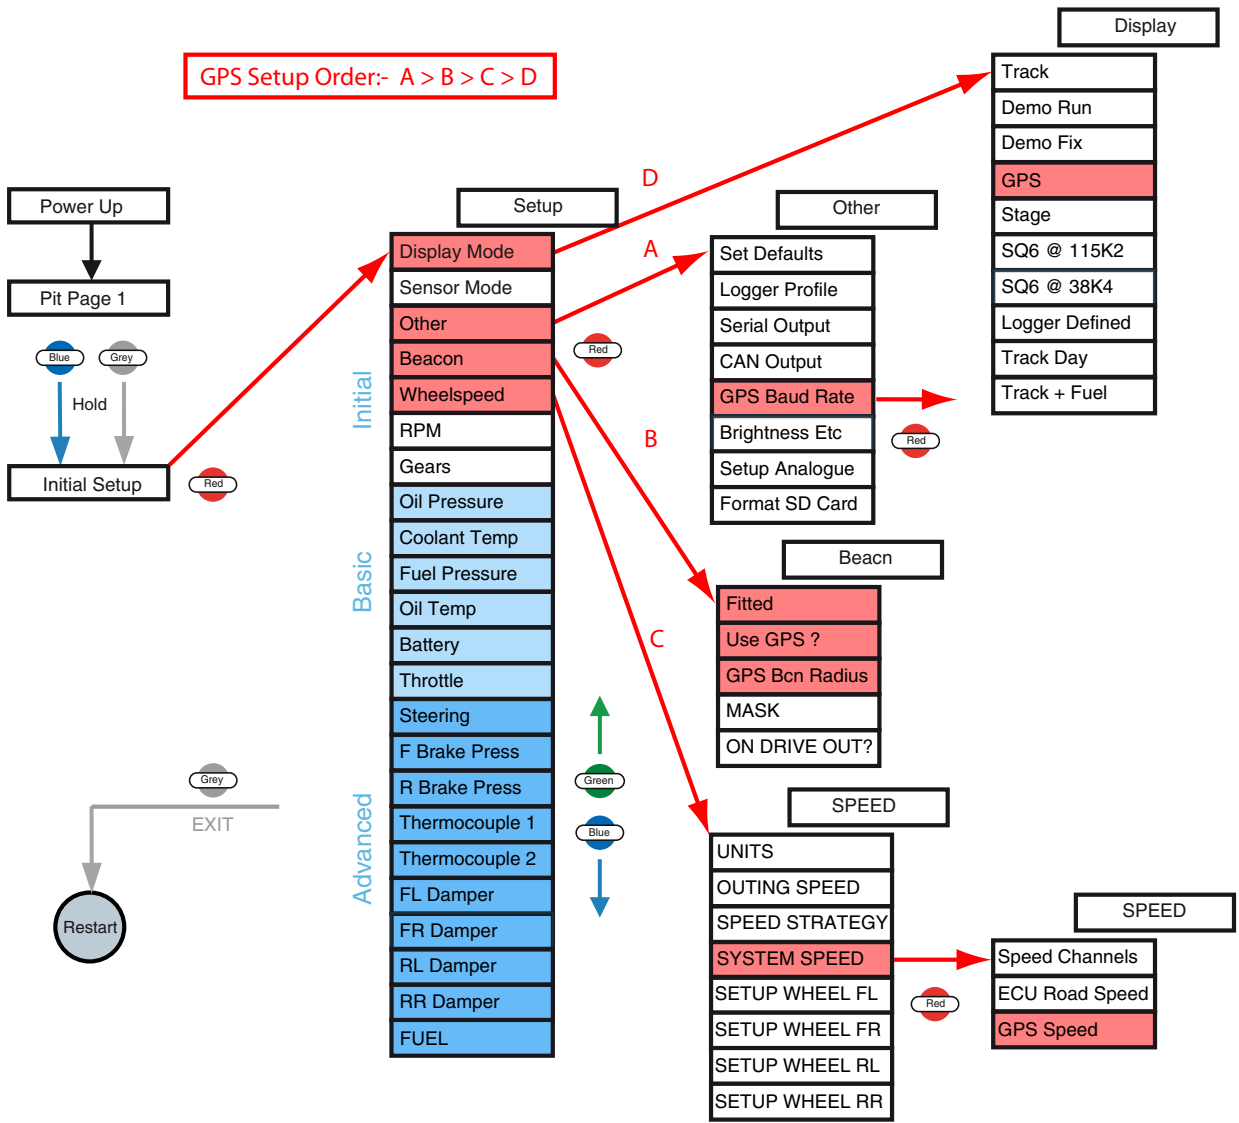 GPS Setup Order:-  A > B > C > D
Power Up
Pit Page 1
Blue
Grey
Hold
Initial Setup
Red
Grey
EXIT
Restart
Setup
Display Mode
Sensor Mode
Other
Beacon
Wheelspeed
RPM
Gears
Oil Pressure
Coolant Temp
Fuel Pressure
Oil Temp
Battery
Throttle
Steering
F Brake Press
R Brake Press
Thermocouple 1
Thermocouple 2
FL Damper
FR Damper
RL Damper
RR Damper
FUEL
Initial
Basic
Advanced
Red
Green
Blue
D
A
B
C
Other
Set Defaults
Logger Profile
Serial Output
CAN Output
GPS Baud Rate
Brightness Etc
Setup Analogue
Format SD Card
Red
Beacn
Fitted
Use GPS ?
GPS Bcn Radius
MASK
ON DRIVE OUT?
SPEED
UNITS
OUTING SPEED
SPEED STRATEGY
SYSTEM SPEED
SETUP WHEEL FL
SETUP WHEEL FR
SETUP WHEEL RL
SETUP WHEEL RR
Red
Display
Track
Demo Run
Demo Fix
GPS
Stage
SQ6 @ 115K2
SQ6 @ 38K4
Logger Defined
Track Day
Track + Fuel
SPEED
Speed Channels
ECU Road Speed
GPS Speed